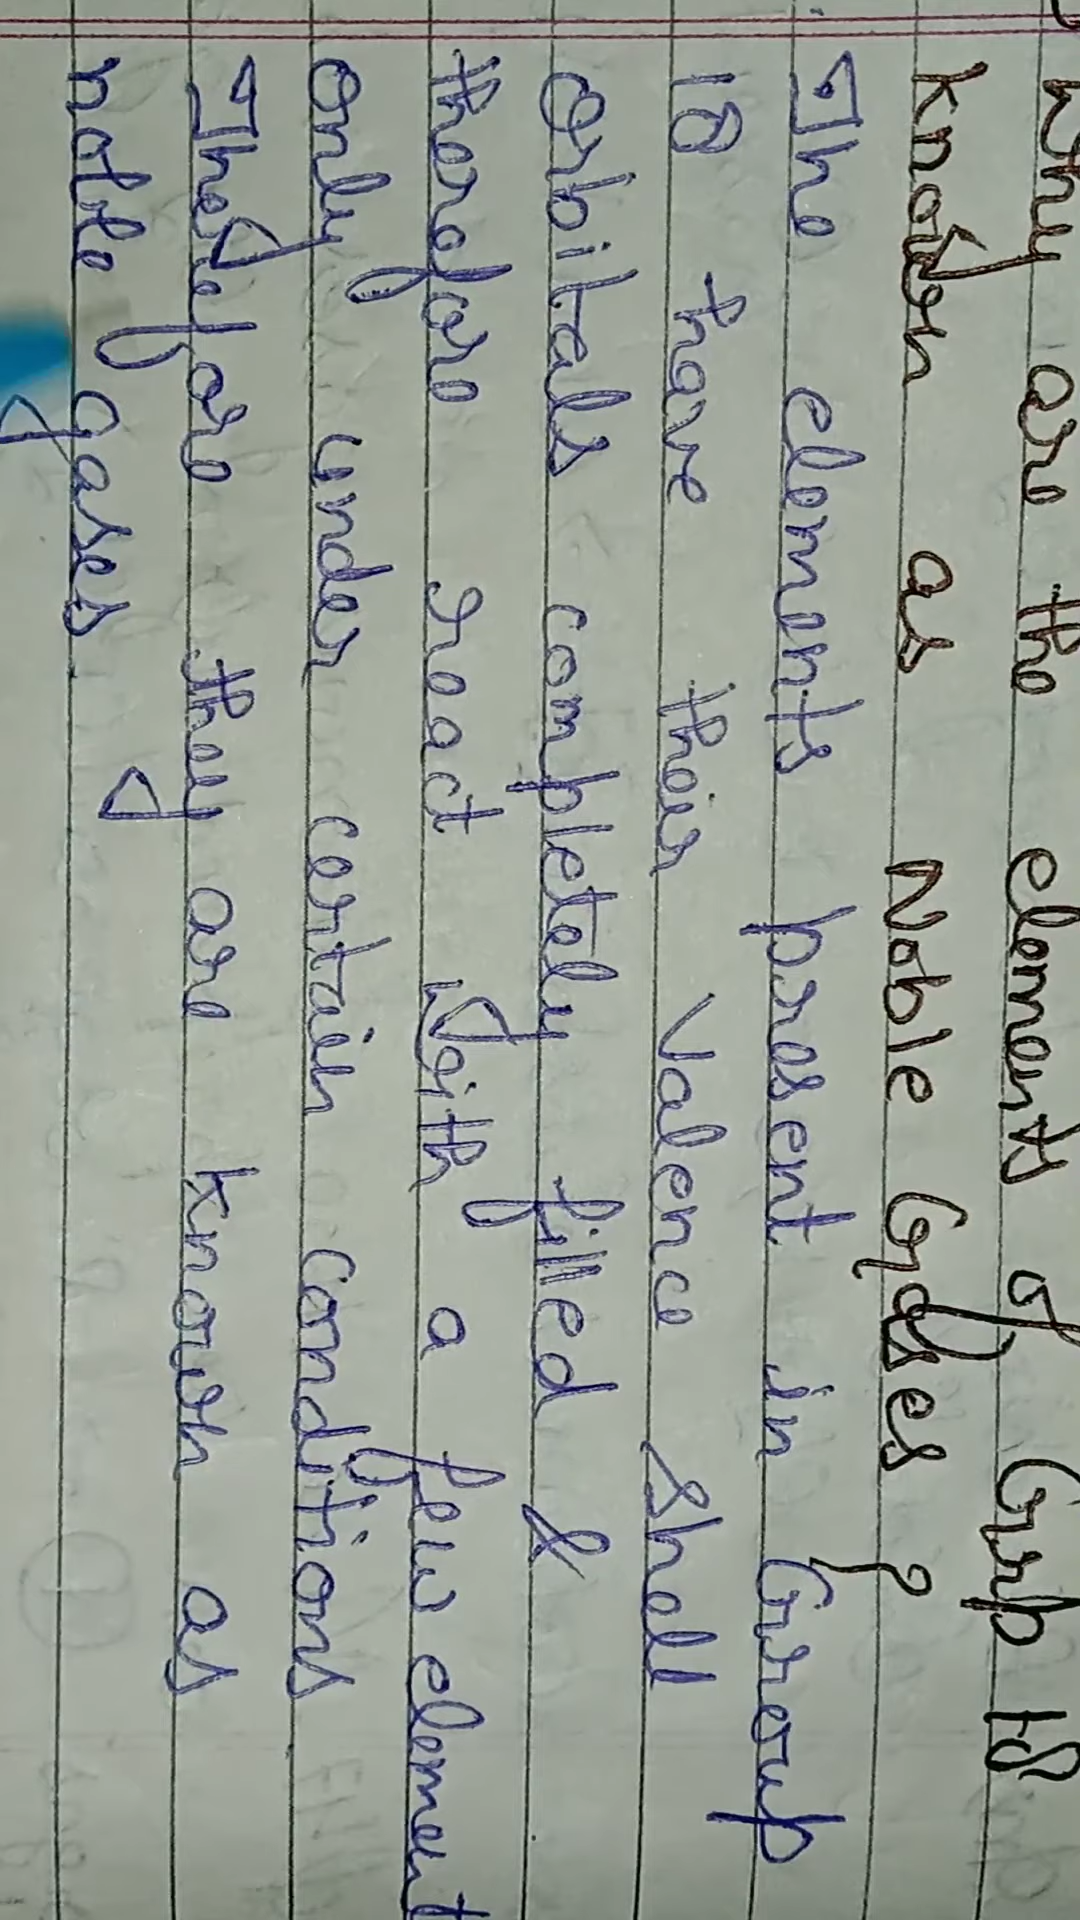 Why are the elements of Grp 18
known as Noble Gases ?
The elements present in Group
18 have their Valence Shell
Orbitals completely filled &
therefore react with a few element
only under certain conditions
Therefore they are known as
noble gases.